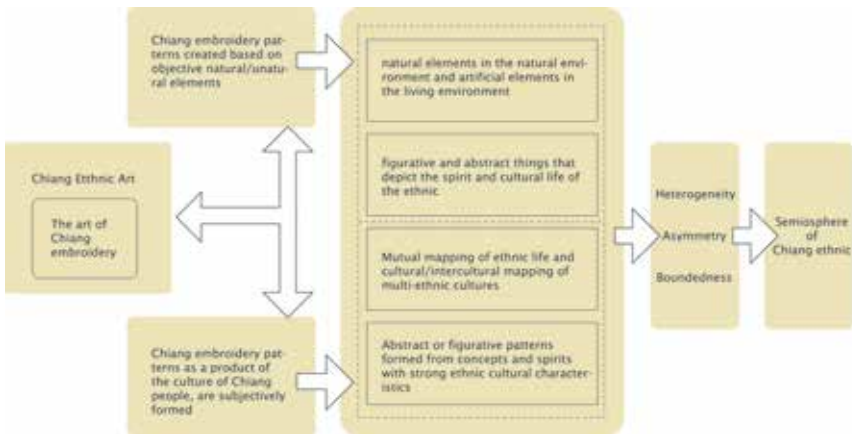 Chiang Etthnic Art
The art of
Chiang
embroidery
Chiang embroidery pat-
terns created based on
objective natural/unatu-
ral elements
Chiang embroidery pat-
terns as a product of
the culture of Chiang
people, are subjectively
formed
natural elements in the natural envi-
ronment and artificial elements in
the living environment
figurative and abstract things that
depict the spirit and cultural life of
the ethnic
Mutual mapping of ethnic life and
cultural/intercultural mapping of
multi-ethnic cultures
Abstract or figurative patterns
formed from concepts and spirits
with strong ethnic cultural character-
istics
Heterogeneity
Asymmetry
Boundedness
Semiosphere
of
Chiang ethnic